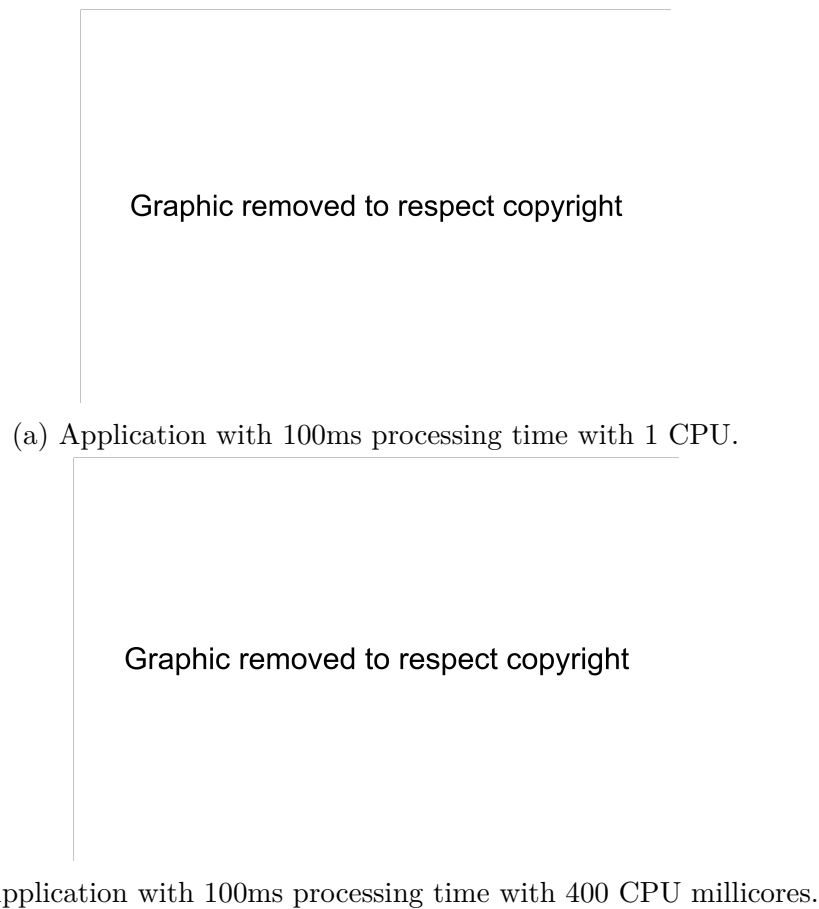 Graphic removed to respect copyright
(a) Application with 100ms processing time with 1 CPU.
Graphic removed to respect copyright
pplication with 100ms processing time with 400 CPU millicores.